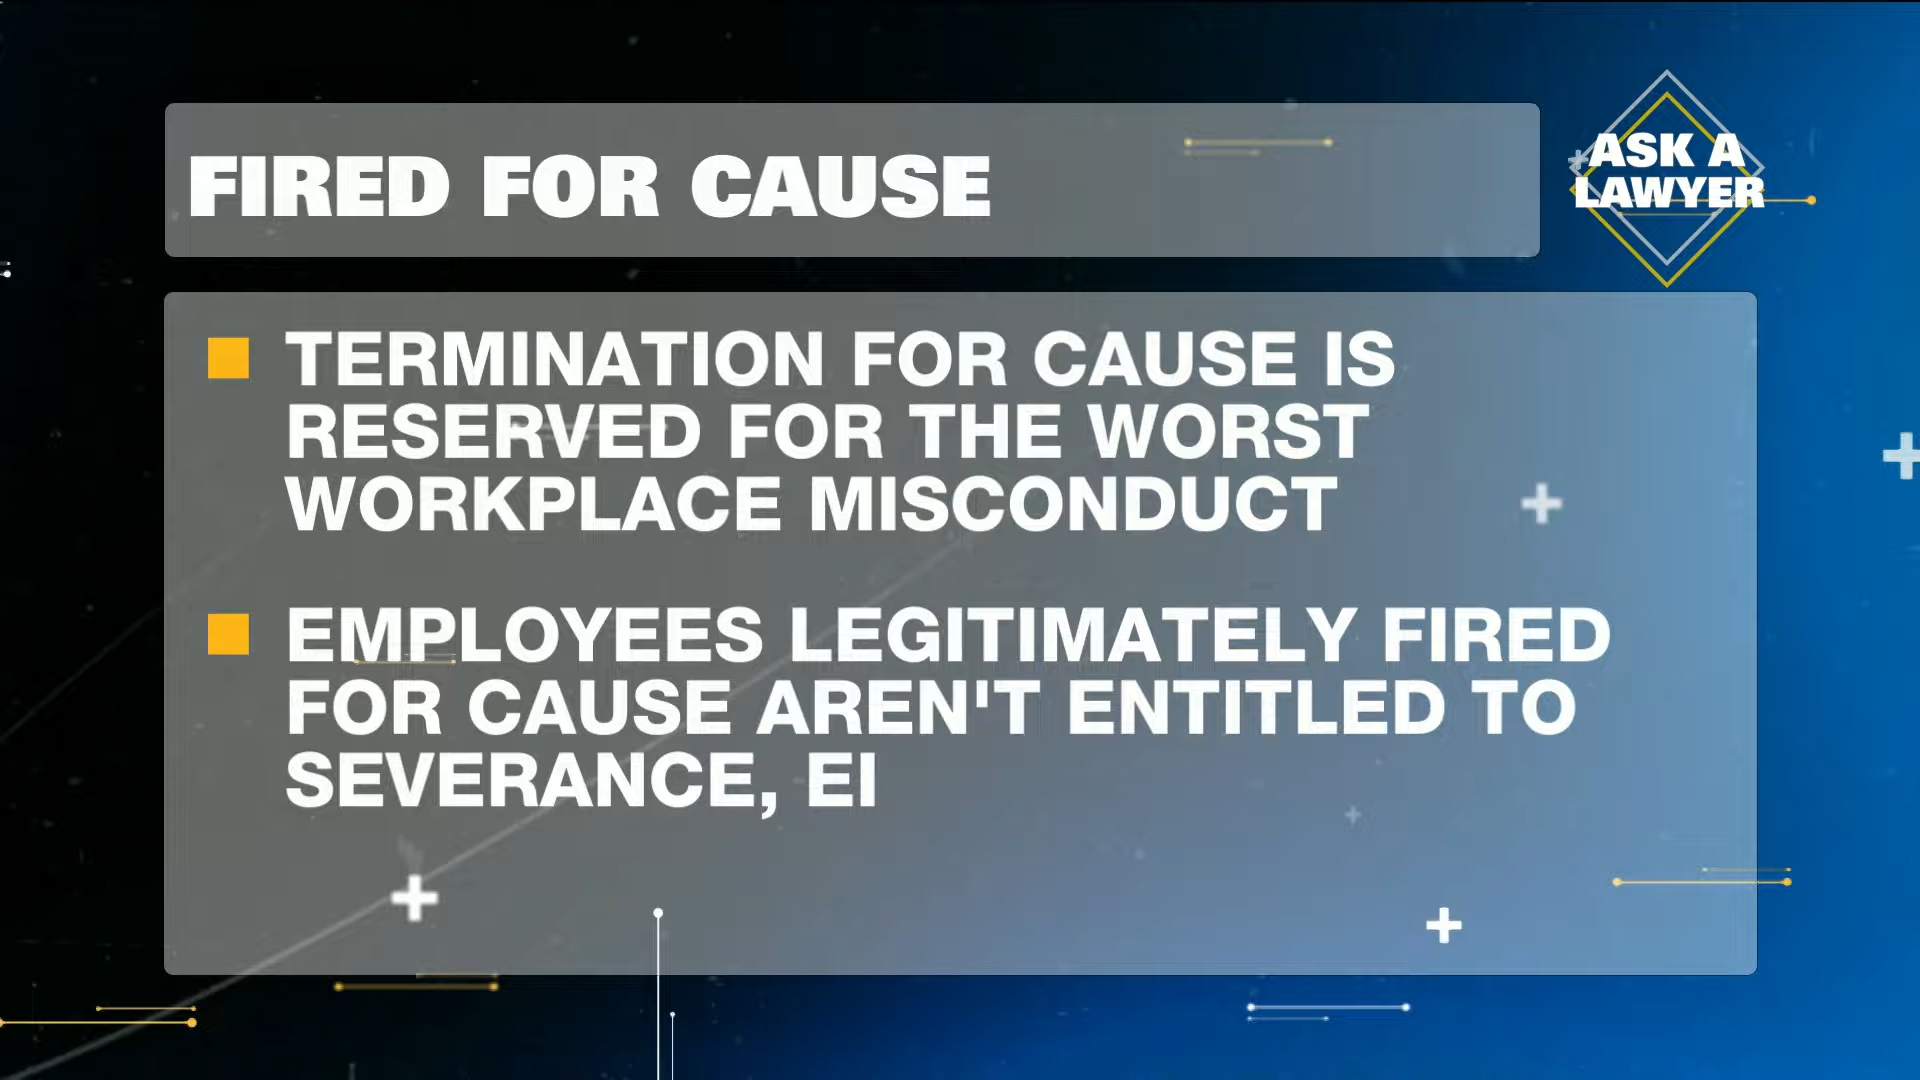 FIRED FOR CAUSE
ASK A
LAWYER
TERMINATION FOR CAUSE IS
RESERVED FOR THE WORST
WORKPLACE MISCONDUCT
EMPLOYEES LEGITIMATELY FIRED
FOR CAUSE AREN'T ENTITLED TO
SEVERANCE, EI